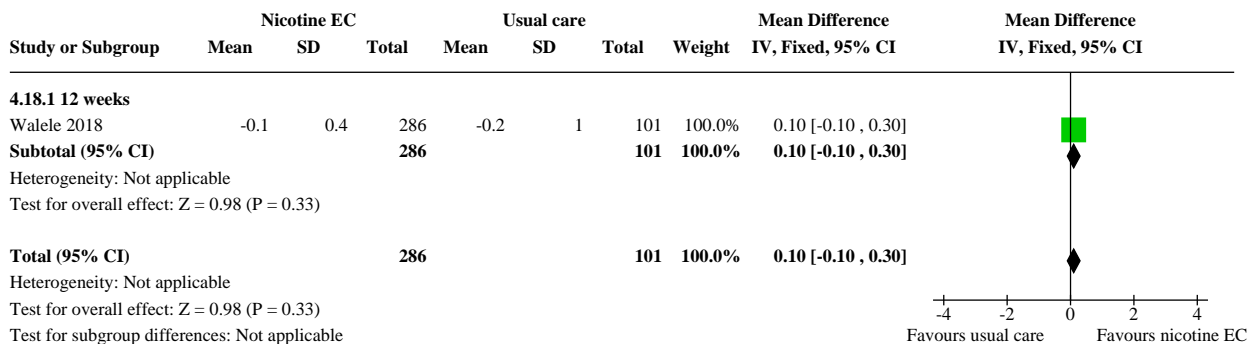 Nicotine EC Usual care Mean Difference Mean Difference
Study or Subgroup Mean SD Total Mean SD Total Weight IV, Fixed, 95% CI IV, Fixed, 95% CI
4.18.1 12 weeks
Walele 2018 -0.1 0.4 286 -0.2 1 101 100.0% 0.10 [-0.10 , 0.30]
Subtotal (95% CI) 286 101 100.0% 0.10 [-0.10 , 0.30]
Heterogeneity: Not applicable
Test for overall effect: Z = 0.98 (P = 0.33)
Total (95% CI) 286 101 100.0% 0.10 [-0.10 , 0.30]
Heterogeneity: Not applicable
Test for overall effect: Z = 0.98 (P = 0.33)
Test for subgroup differences: Not applicable
-4 -2 0 2 4
Favours usual care Favours nicotine EC